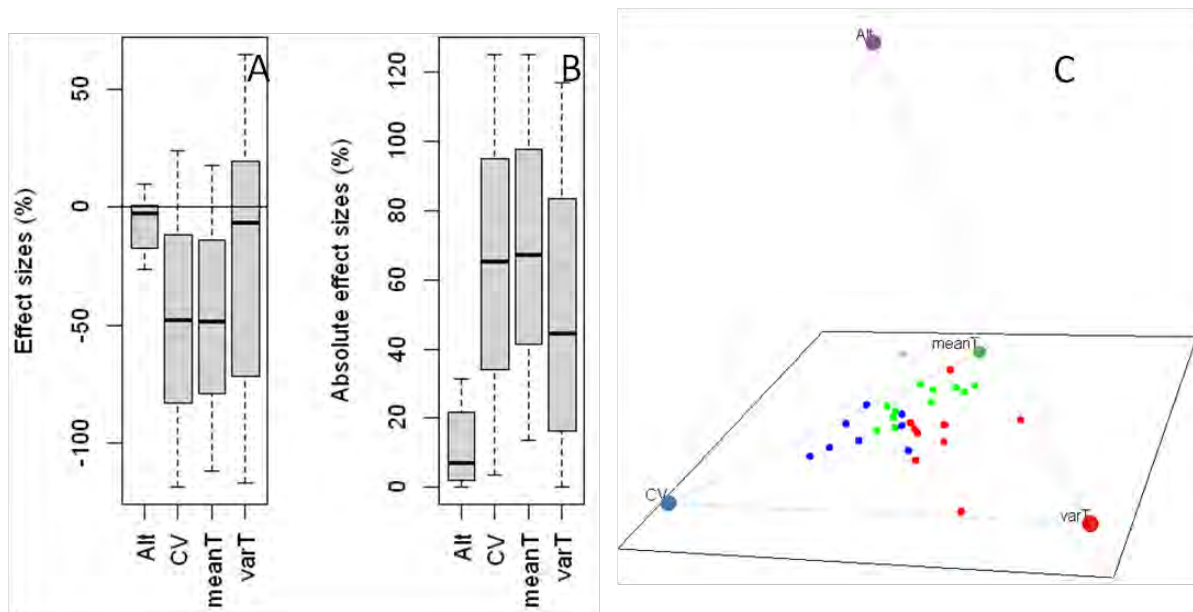 A
Effect sizes (%)
50
0
-50
-100
Alt
CV
meanT
varT
B
Absolute effect sizes (%)
120
100
80
60
40
20
0
Alt
CV
meanT
varT
C
Alt
meanT
CV
varT